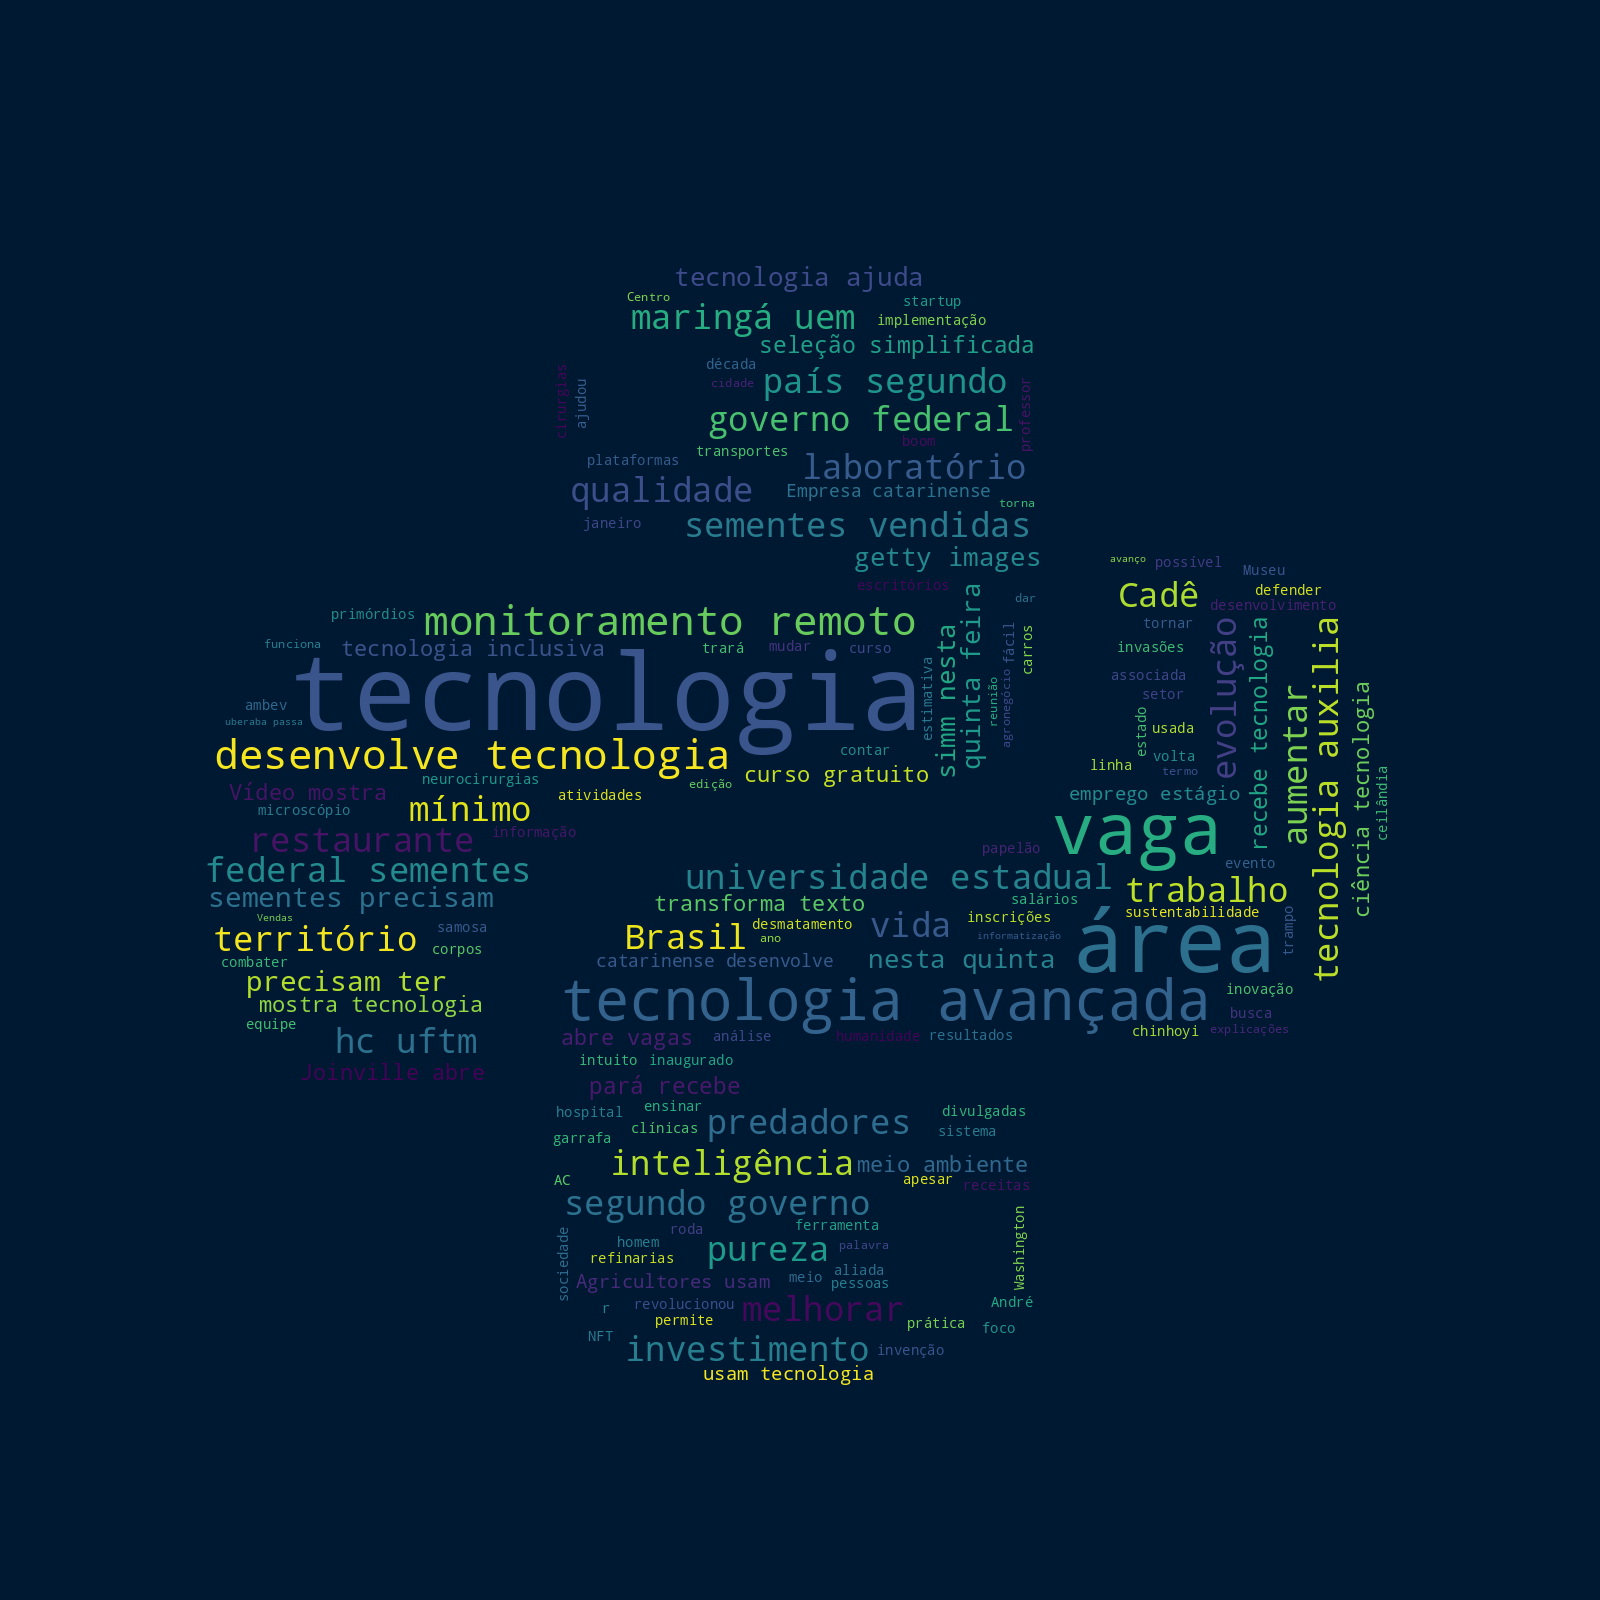 tecnologia ajuda
Centro
startup
maringá uem
implementação
seleção simplificada
década
cirurgias
ajudou
cidade
país segundo
professor
governo federal
boom
transportes
plataformas
laboratório
qualidade
Empresa catarinense
torna
janeiro
sementes vendidas
getty images
avanço
possível
Museu
escritórios
Cadê
defender
dar
desenvolvimento
primórdios
monitoramento remoto
quinta feira
simm nesta
tornar
funciona
tecnologia inclusiva
trará
mudar
curso
fácil
carros
invasões
evolução
recebe tecnologia
tecnologia auxilia
tecnologia
estimativa
reunião
agronegócio
associada
setor
aumentar
ciência tecnologia
ambev
uberaba passa
estado
usada
desenvolve tecnologia
contar
volta
linha
termo
ceilândia
neurocirurgias
edição
curso gratuito
Vídeo mostra
atividades
emprego estágio
microscópio
mínimo
vaga
restaurante
informação
papelão
federal sementes
universidade estadual
evento
sementes precisam
transforma texto
salários
trabalho
Vendas
samosa
desmatamento
vida
inscrições
sustentabilidade
território
corpos
Brasil
ano
informatização
área
trampo
combater
catarinense desenvolve
nesta quinta
precisam ter
tecnologia avançada
inovação
mostra tecnologia
busca
equipe
chinhoyi
explicações
hc uftm
abre vagas
análise
humanidade
resultados
intuito
inaugurado
Joinville abre
pará recebe
hospital
ensinar
divulgadas
garrafa
clínicas
predadores
sistema
inteligência
meio ambiente
AC
apesar
receitas
segundo governo
Washington
sociedade
roda
ferramenta
homem
pureza
palavra
refinarias
aliada
Agricultores usam
meio
pessoas
r
revolucionou
melhorar
André
permite
prática
foco
NFT
investimento
invenção
usam tecnologia